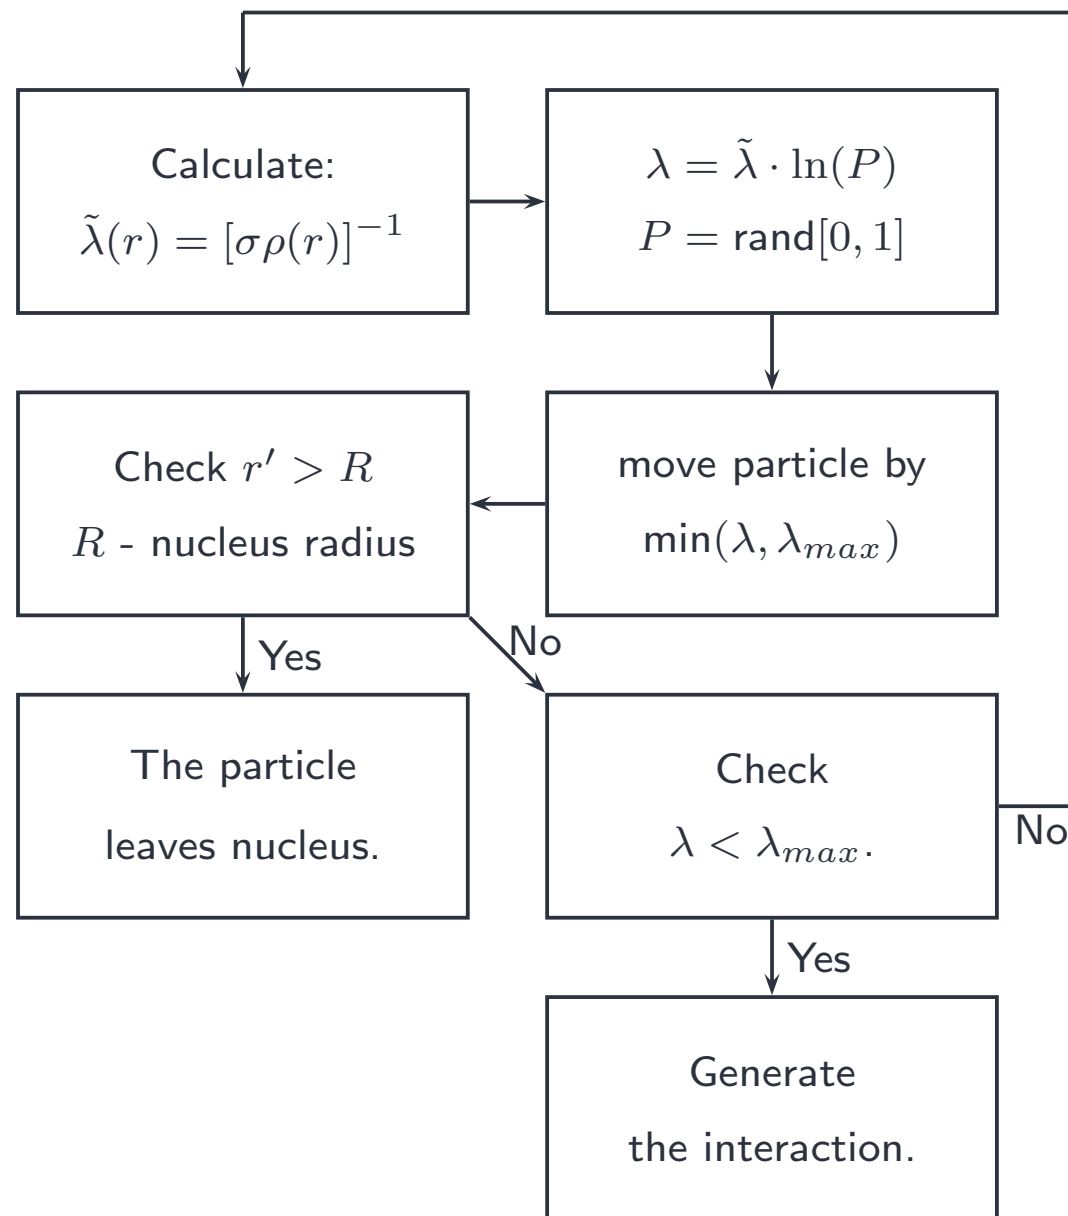 Calculate:
λ̃(r) = [σρ(r)]⁻¹
λ = λ̃ · ln(P)
P = rand[0, 1]
Check r′ > R
R - nucleus radius
move particle by
min(λ, λ_max)
Yes
No
The particle
leaves nucleus.
Check
λ < λ_max.
No
Yes
Generate
the interaction.